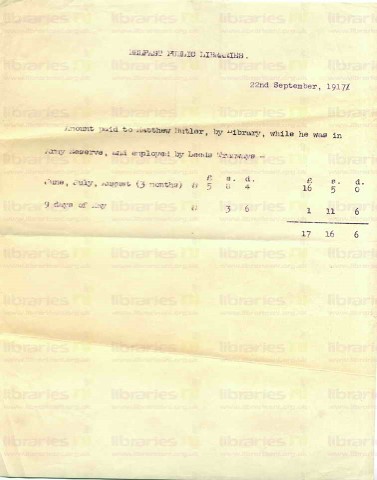 BELFAST PUBLIC LIBRARIES.
22nd September, 1917/
Amount paid to Matthew Butler, by Library, while he was in
Army Reserve, and employed by Leeds Tramways -
£ s. d. £ s. d.
June, July, August (3 months) @ 5 8 4 16 5 0
9 days of May @ 3 6 1 11 6
17 16 6